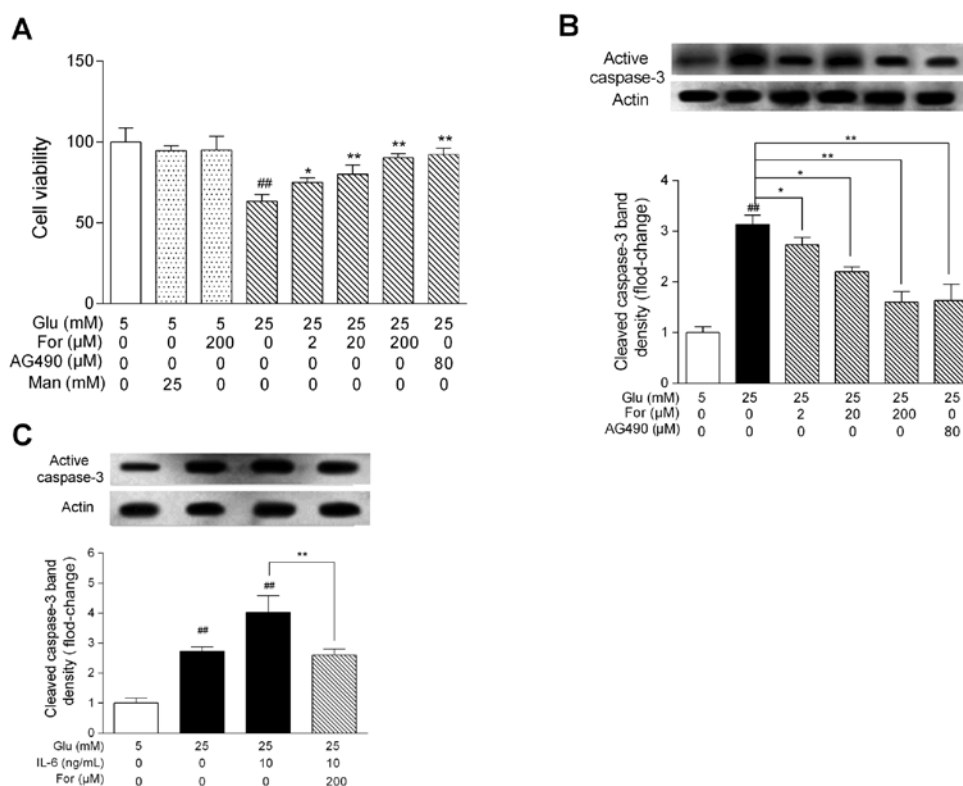 A
150
100
50
0
Cell viability
##
*
**
**
**
Glu (mM) 5 5 5 25 25 25 25 25
For (µM) 0 0 200 0 2 20 200 0
AG490 (µM) 0 0 0 0 0 0 0 80
Man (mM) 0 25 0 0 0 0 0 0
B
Active
caspase-3
Actin
**
**
*
*
##
4
3
2
1
0
Cleaved caspase-3 band
density (flod-change)
Glu (mM) 5 25 25 25 25 25
For (µM) 0 0 2 20 200 0
AG490 (µM) 0 0 0 0 0 80
C
Active
caspase-3
Actin
6
5
4
3
2
1
0
Cleaved caspase-3 band
density ( flod-change)
##
##
**
Glu (mM) 5 25 25 25
IL-6 (ng/mL) 0 0 10 10
For (µM) 0 0 0 200